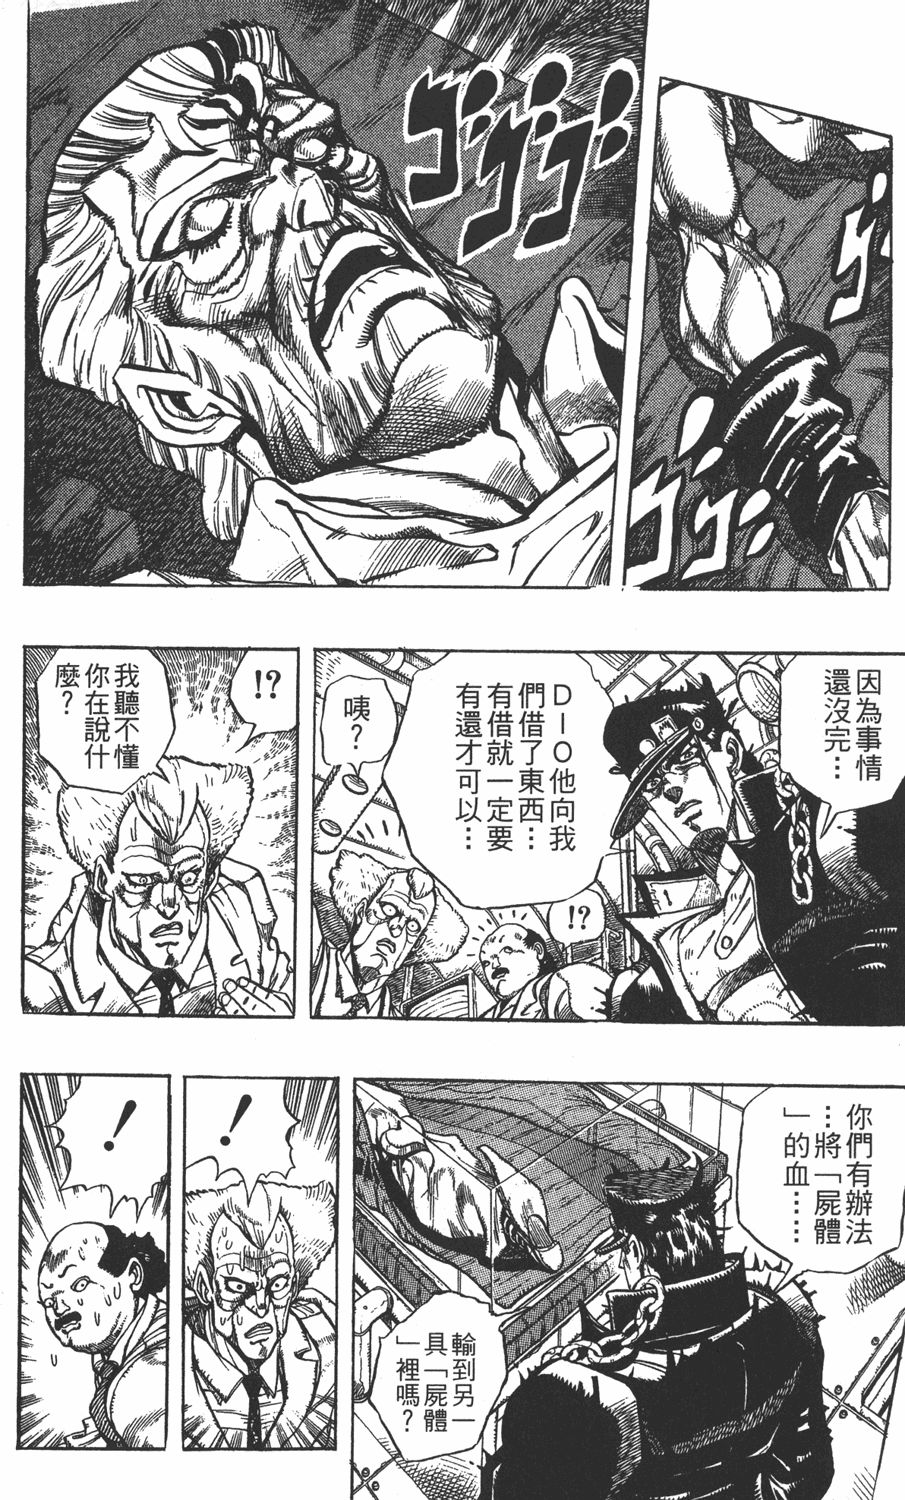 ゴゴゴ
ゴゴゴ
因為事情
還沒完…
DIO他向我
們借了東西…
有借就一定要
有還才可以…
!?
咦？
!?
我聽不懂
你在說什
麼？
你們有辦法
…將「屍體
」的血……
輸到另一
具「屍體
」裡嗎？
！
！